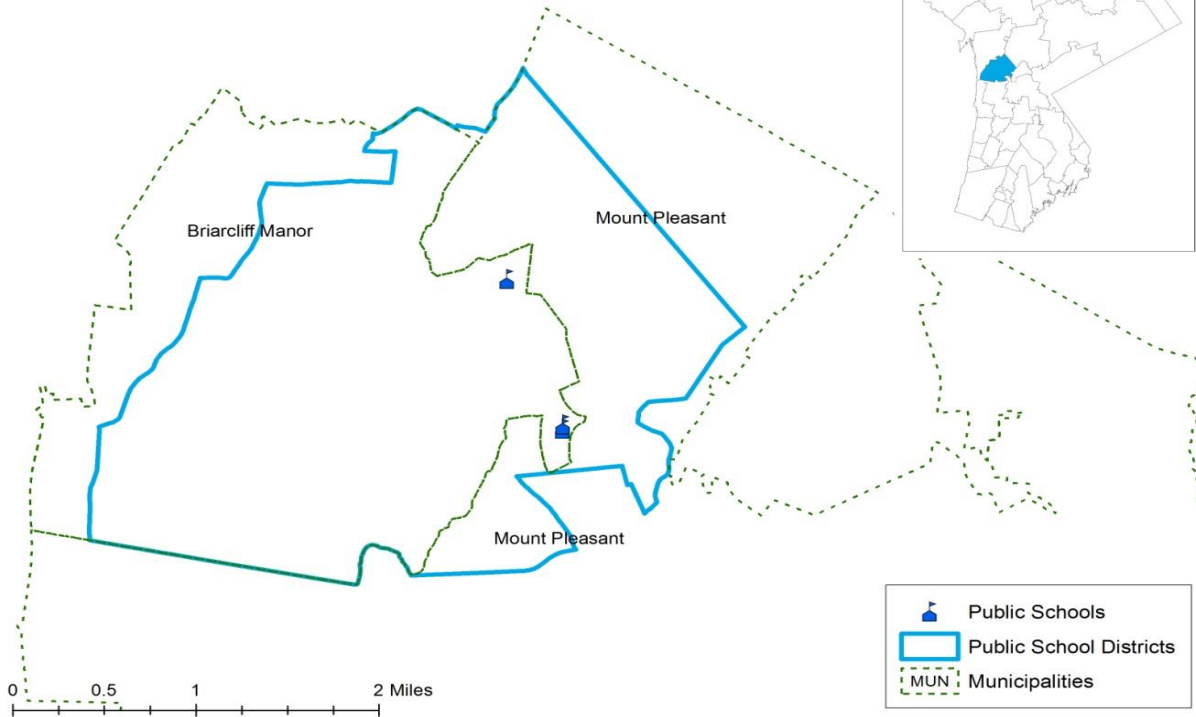 Mount Pleasant
Briarcliff Manor
Mount Pleasant
Public Schools
Public School Districts
MUN Municipalities
0 0.5 1 2 Miles